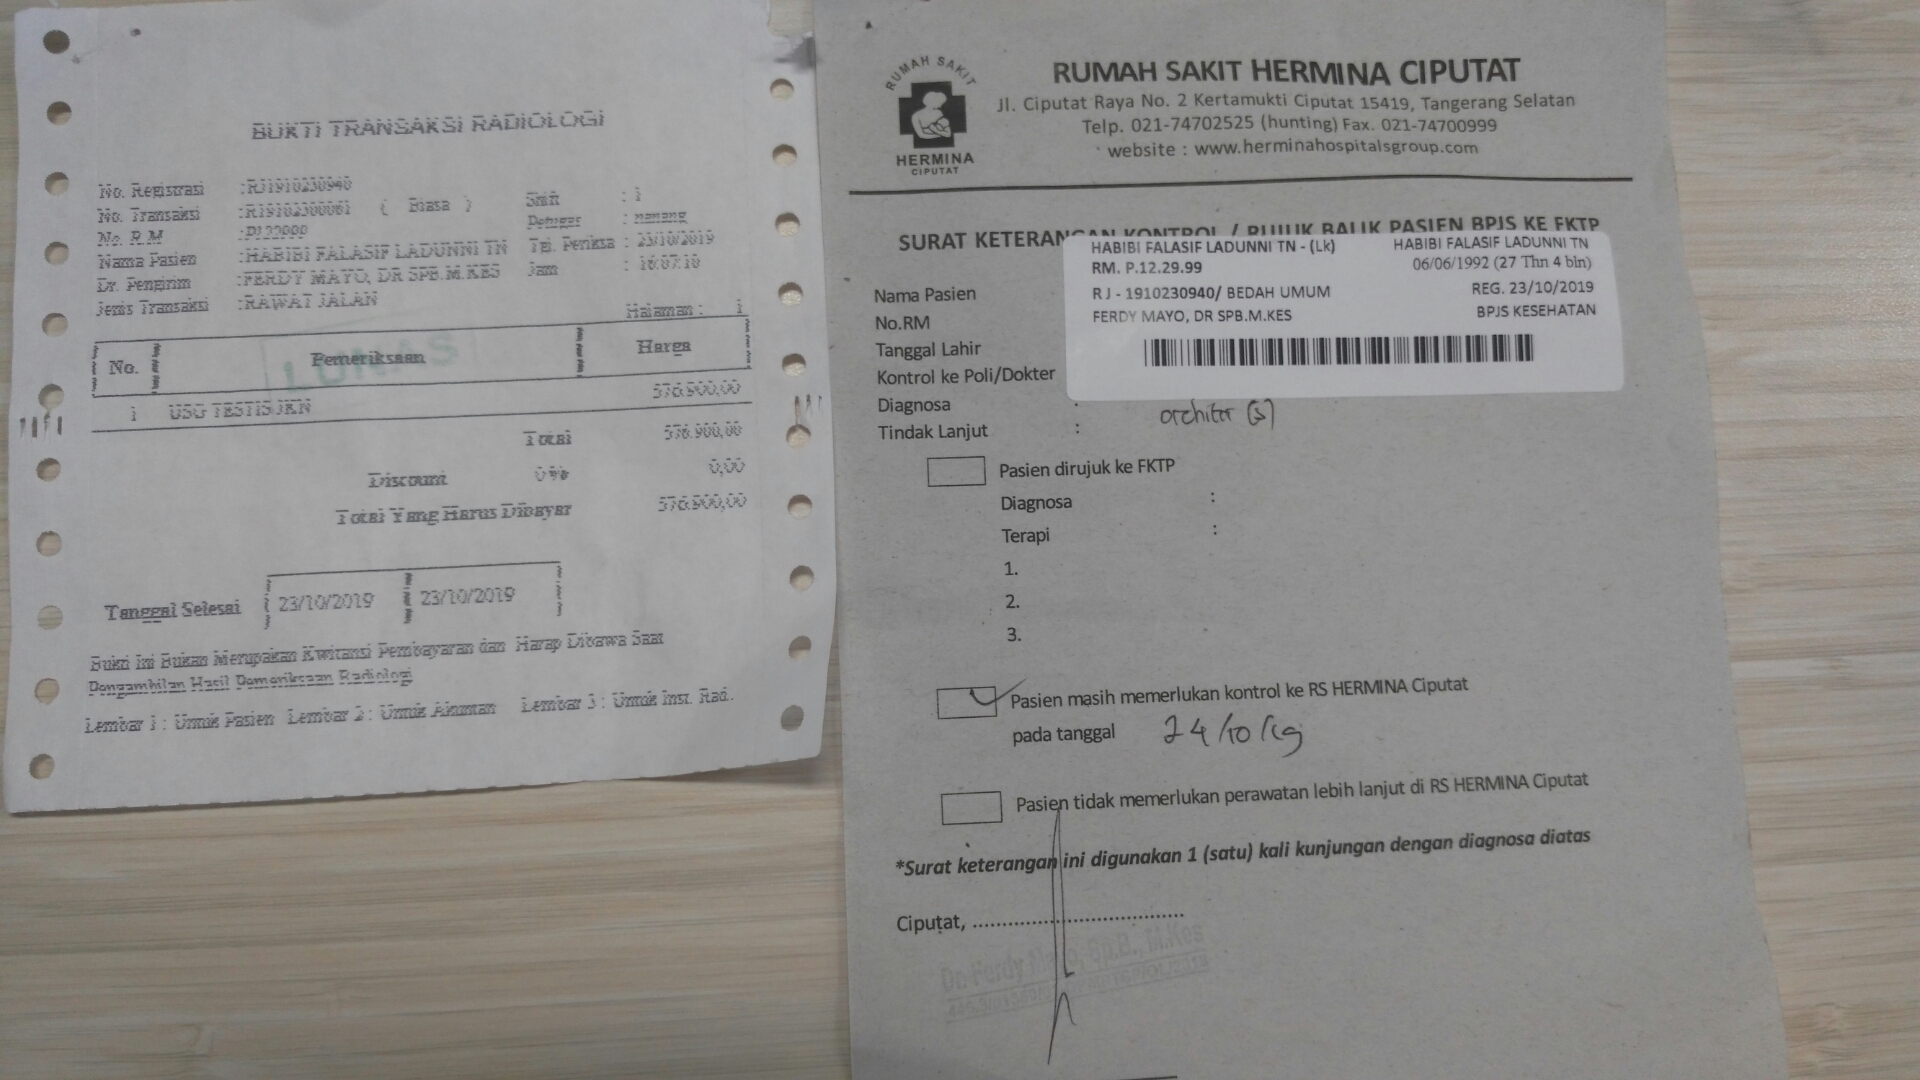 BUKTI TRANSAKSI RADIOLOGI
No. Registrasi :RJ1910230940
No. Transaksi :R19102300061 ( Biasa ) Shift : 1
No. R.M Petugas : nanang
Nama Pasien :HABIBI FALASIF LADUNNI TN Tgl. Periksa : 23/10/2019
Dr. Pengirim :FERDY MAYO, DR SPB.M.KES Jam : 16:07:10
Jenis Transaksi :RAWAT JALAN
Halaman : 1
No. Pemeriksaan Harga
LUNAS
1 USG TESTIS JKN 576.900,00
Total 576.900,00
Discount 0 % 0,00
Total Yang Harus Dibayar 576.900,00
Tanggal Selesai 23/10/2019 23/10/2019
Bukti Ini Bukan Merupakan Kwitansi Pembayaran dan Harap Dibawa Saat
Pengambilan Hasil Pemeriksaan Radiologi
Lembar 1 : Untuk Pasien Lembar 2 : Untuk Akuntan Lembar 3 : Untuk Inst. Rad..
RUMAH SAKIT
HERMINA
CIPUTAT
RUMAH SAKIT HERMINA CIPUTAT
Jl. Ciputat Raya No. 2 Kertamukti Ciputat 15419, Tangerang Selatan
Telp. 021-74702525 (hunting) Fax. 021-74700999
website : www.herminahospitalsgroup.com
SURAT KETERANGAN KONTROL / RUJUK BALIK PASIEN BPJS KE FKTP
HABIBI FALASIF LADUNNI TN - (Lk) HABIBI FALASIF LADUNNI TN
RM. P.12.29.99 06/06/1992 (27 Thn 4 bln)
RJ - 1910230940/ BEDAH UMUM REG. 23/10/2019
FERDY MAYO, DR SPB.M.KES BPJS KESEHATAN
Nama Pasien
No.RM
Tanggal Lahir
Kontrol ke Poli/Dokter
Diagnosa : (s)
Tindak Lanjut :
Pasien dirujuk ke FKTP
Diagnosa :
Terapi :
1.
2.
3.
Pasien masih memerlukan kontrol ke RS HERMINA Ciputat
pada tanggal 24/10/19
Pasien tidak memerlukan perawatan lebih lanjut di RS HERMINA Ciputat
*Surat keterangan ini digunakan 1 (satu) kali kunjungan dengan diagnosa diatas
Ciputat, ....................................
Dr. Ferdy Mayo, Sp.B., M.Kes